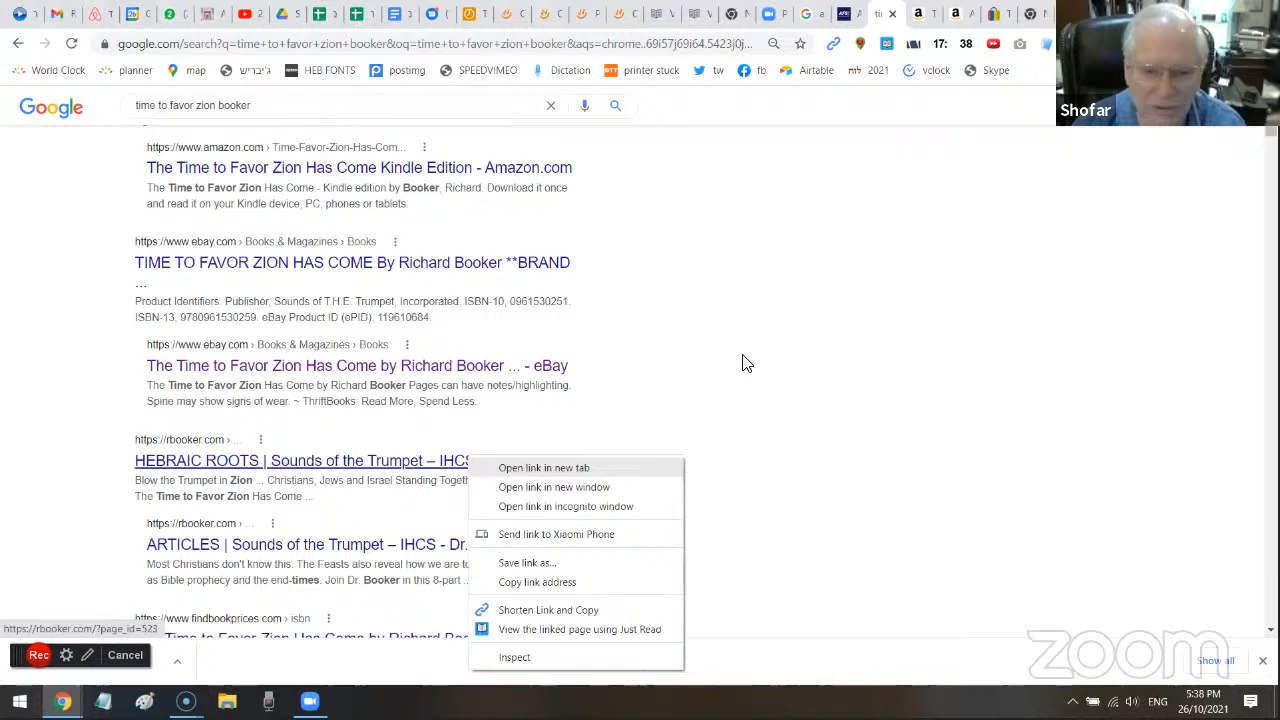 google.com/search?q=time+to+favor+zion+booker&oq=time+to+favor+zion+booker&aqs=chrome..69i57j69i64.5423j0j...
17: 38
World Clock planner map ג'יבריש HEB FONTS posting SPEEDVIMEO Dictation printer stuck tw fb Airtable לוח 2021 vclock Skype
Google
time to favor zion booker
Shofar
https://www.amazon.com › Time-Favor-Zion-Has-Com...
The Time to Favor Zion Has Come Kindle Edition - Amazon.com
The Time to Favor Zion Has Come - Kindle edition by Booker, Richard. Download it once
and read it on your Kindle device, PC, phones or tablets.
https://www.ebay.com › Books & Magazines › Books
TIME TO FAVOR ZION HAS COME By Richard Booker **BRAND
...
Product Identifiers. Publisher, Sounds of T.H.E. Trumpet, Incorporated. ISBN-10, 0961530251.
ISBN-13, 9780961530259. eBay Product ID (ePID), 119610684.
https://www.ebay.com › Books & Magazines › Books
The Time to Favor Zion Has Come by Richard Booker ... - eBay
The Time to Favor Zion Has Come by Richard Booker Pages can have notes/highlighting.
Spine may show signs of wear. ~ ThriftBooks. Read More, Spend Less.
https://rbooker.com › ...
HEBRAIC ROOTS | Sounds of the Trumpet – IHCS
Blow the Trumpet in Zion ... Christians, Jews and Israel Standing Togeth
The Time to Favor Zion Has Come ...
https://rbooker.com › ...
ARTICLES | Sounds of the Trumpet – IHCS - Dr.
Most Christians don't know this. The Feasts also reveal how we are to
as Bible prophecy and the end-times. Join Dr. Booker in this 8-part ...
https://www.findbookprices.com › isbn
Time to Favor Zion Has Come by Richard Boo
Open link in new tab
Open link in new window
Open link in incognito window
Send link to Xiaomi Phone
Save link as...
Copy link address
Shorten Link and Copy
View the linked page using Just Read
Inspect
https://rbooker.com/?page_id=523
Rec Cancel
zoom
Show all
ENG
5:38 PM
26/10/2021